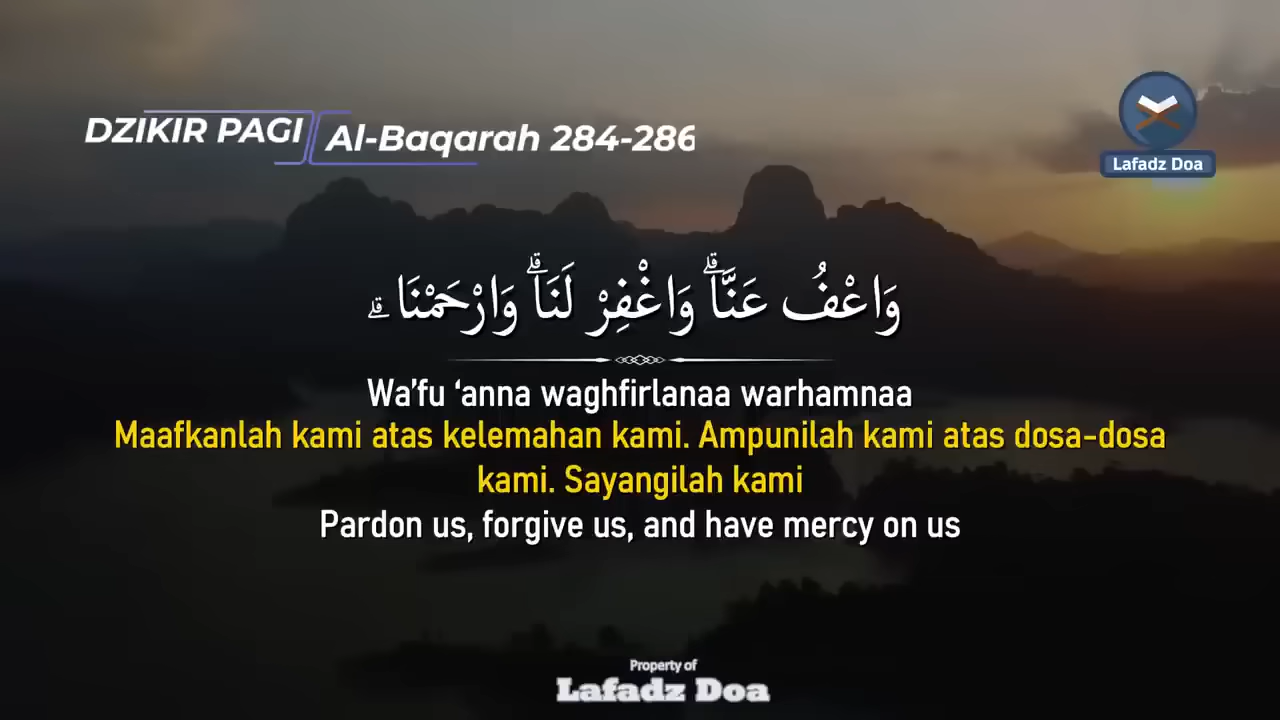 DZIKIR PAGI
Al-Baqarah 284-286
Lafadz Doa
وَاعْفُ عَنَّاۗ وَاغْفِرْ لَنَاۗ وَارْحَمْنَا ۗ
Wa’fu ‘anna waghfirlanaa warhamnaa
Maafkanlah kami atas kelemahan kami. Ampunilah kami atas dosa-dosa
kami. Sayangilah kami
Pardon us, forgive us, and have mercy on us
Property of
Lafadz Doa